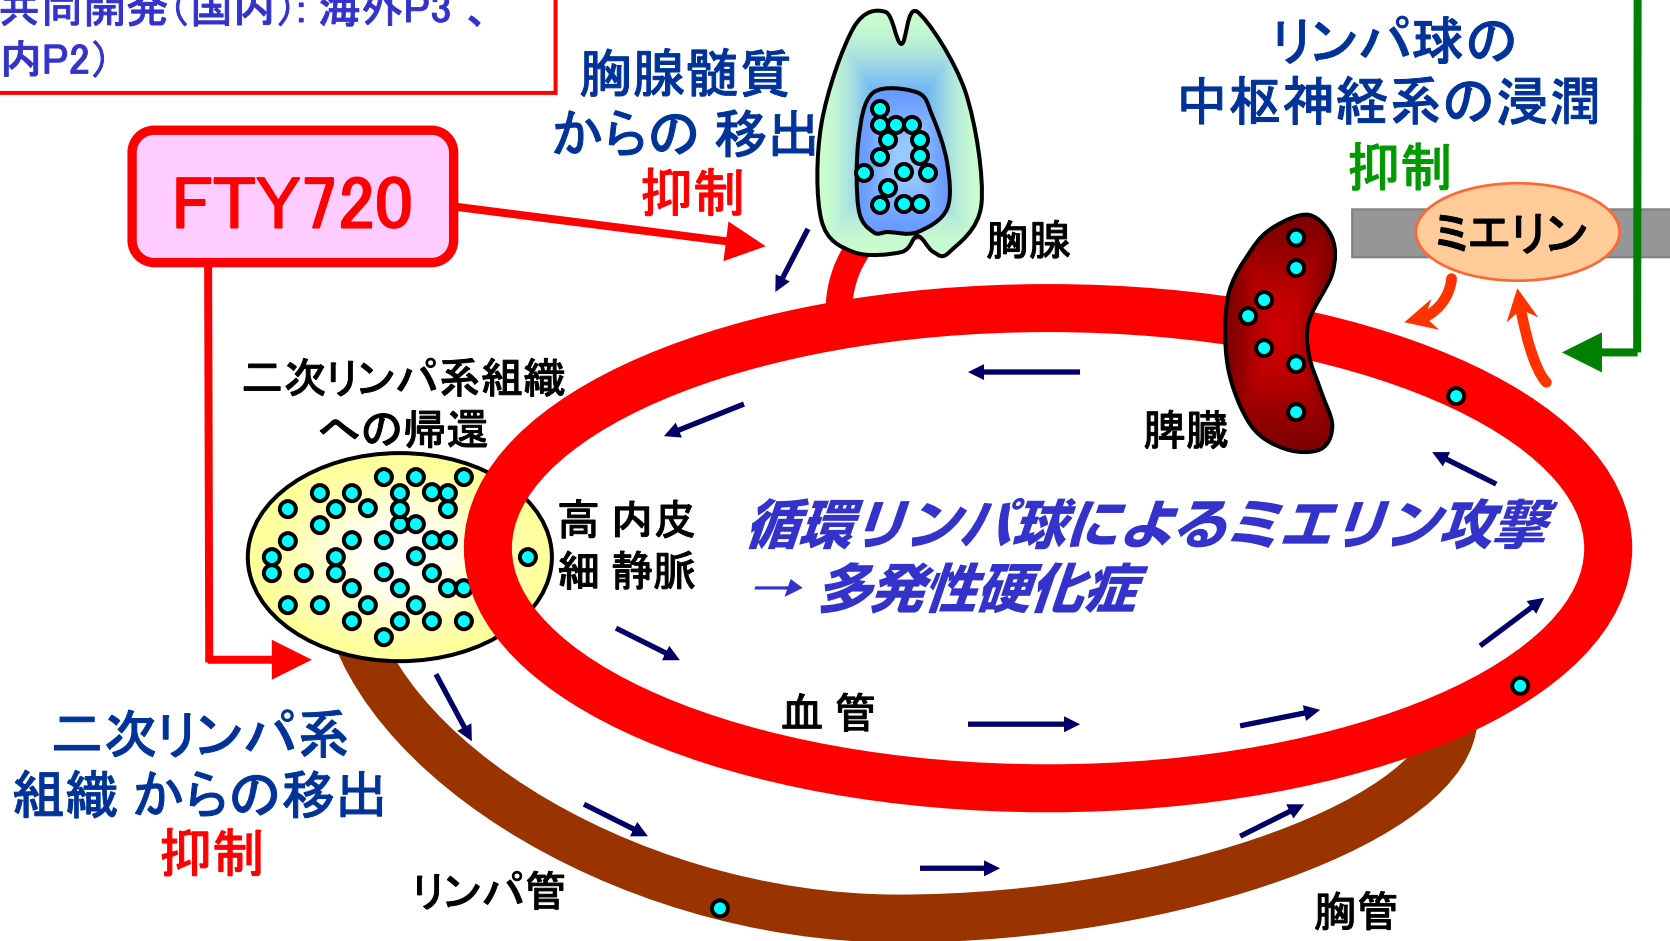 共同開発(国内): 海外P3 、
内P2)
胸腺髄質
からの 移出
抑制
リンパ球の
中枢神経系の浸潤
抑制
FTY720
胸腺
ミエリン
二次リンパ系組織
への帰還
脾臓
高 内皮
細 静脈
循環リンパ球によるミエリン攻撃
→ 多発性硬化症
血 管
二次リンパ系
組織 からの移出
抑制
リンパ管
胸管